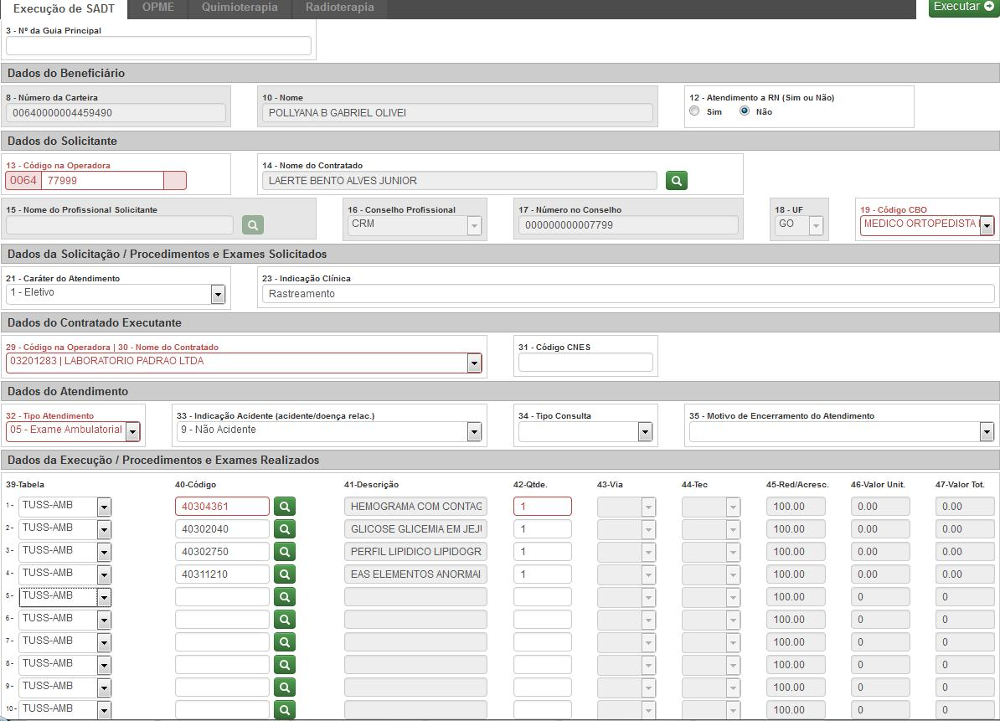 Execução de SADT OPME Quimioterapia Radioterapia Executar
3 - Nº da Guia Principal
Dados do Beneficiário
8 - Número da Carteira 10 - Nome 12 - Atendimento a RN (Sim ou Não)
00640000004459490 POLLYANA B GABRIEL OLIVEI Sim Não
Dados do Solicitante
13 - Código na Operadora 14 - Nome do Contratado
0064 77999 LAERTE BENTO ALVES JUNIOR
15 - Nome do Profissional Solicitante 16 - Conselho Profissional 17 - Número no Conselho 18 - UF 19 - Código CBO
CRM 000000000007799 GO MEDICO ORTOPEDISTA
Dados da Solicitação / Procedimentos e Exames Solicitados
21 - Caráter do Atendimento 23 - Indicação Clínica
1 - Eletivo Rastreamento
Dados do Contratado Executante
29 - Código na Operadora | 30 - Nome do Contratado 31 - Código CNES
03201283 | LABORATORIO PADRAO LTDA
Dados do Atendimento
32 - Tipo Atendimento 33 - Indicação Acidente (acidente/doença relac.) 34 - Tipo Consulta 35 - Motivo de Encerramento do Atendimento
05 - Exame Ambulatorial 9 - Não Acidente
Dados da Execução / Procedimentos e Exames Realizados
39-Tabela 40-Código 41-Descrição 42-Qtde. 43-Via 44-Tec 45-Red/Acresc. 46-Valor Unit. 47-Valor Tot.
1- TUSS-AMB 40304361 HEMOGRAMA COM CONTAG 1 100.00 0.00 0.00
2- TUSS-AMB 40302040 GLICOSE GLICEMIA EM JEJU 1 100.00 0.00 0.00
3- TUSS-AMB 40302750 PERFIL LIPIDICO LIPIDOGR 1 100.00 0.00 0.00
4- TUSS-AMB 40311210 EAS ELEMENTOS ANORMAI 1 100.00 0.00 0.00
5- TUSS-AMB 100.00 0 0
6- TUSS-AMB 100.00 0 0
7- TUSS-AMB 100.00 0 0
8- TUSS-AMB 100.00 0 0
9- TUSS-AMB 100.00 0 0
10- TUSS-AMB 100.00 0 0